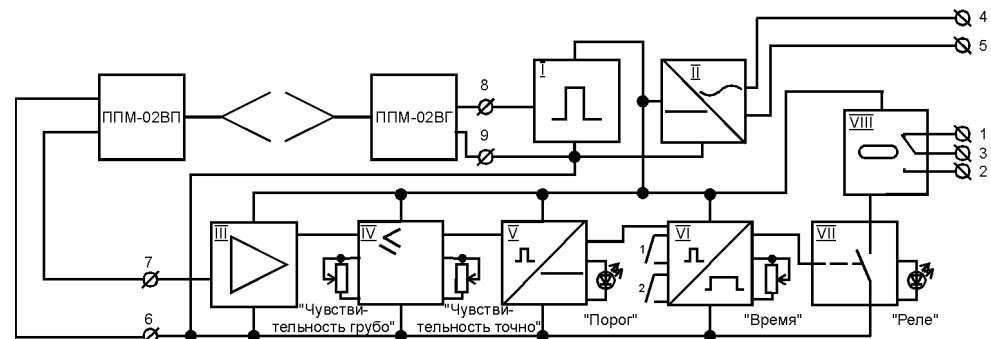 4
5
I
II
8
9
ППМ-02ВП
ППМ-02ВГ
VIII
1
3
2
III
IV
V
VI
VII
1
2
7
6
"Чувстви-
тельность грубо"
"Чувстви-
тельность точно"
"Порог"
"Время"
"Реле"